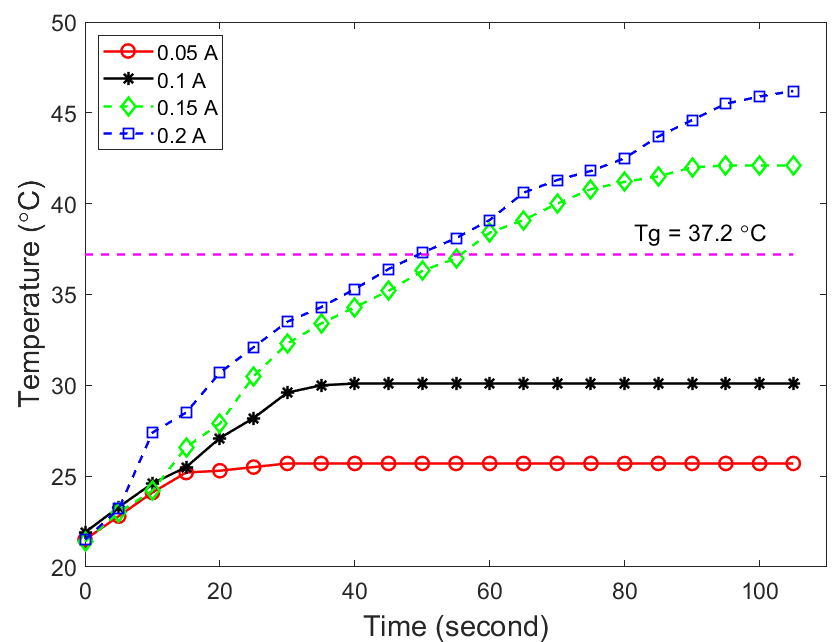 50
45
40
35
30
25
20
Temperature (°C)
0.05 A
0.1 A
0.15 A
0.2 A
Tg = 37.2 °C
0 20 40 60 80 100
Time (second)